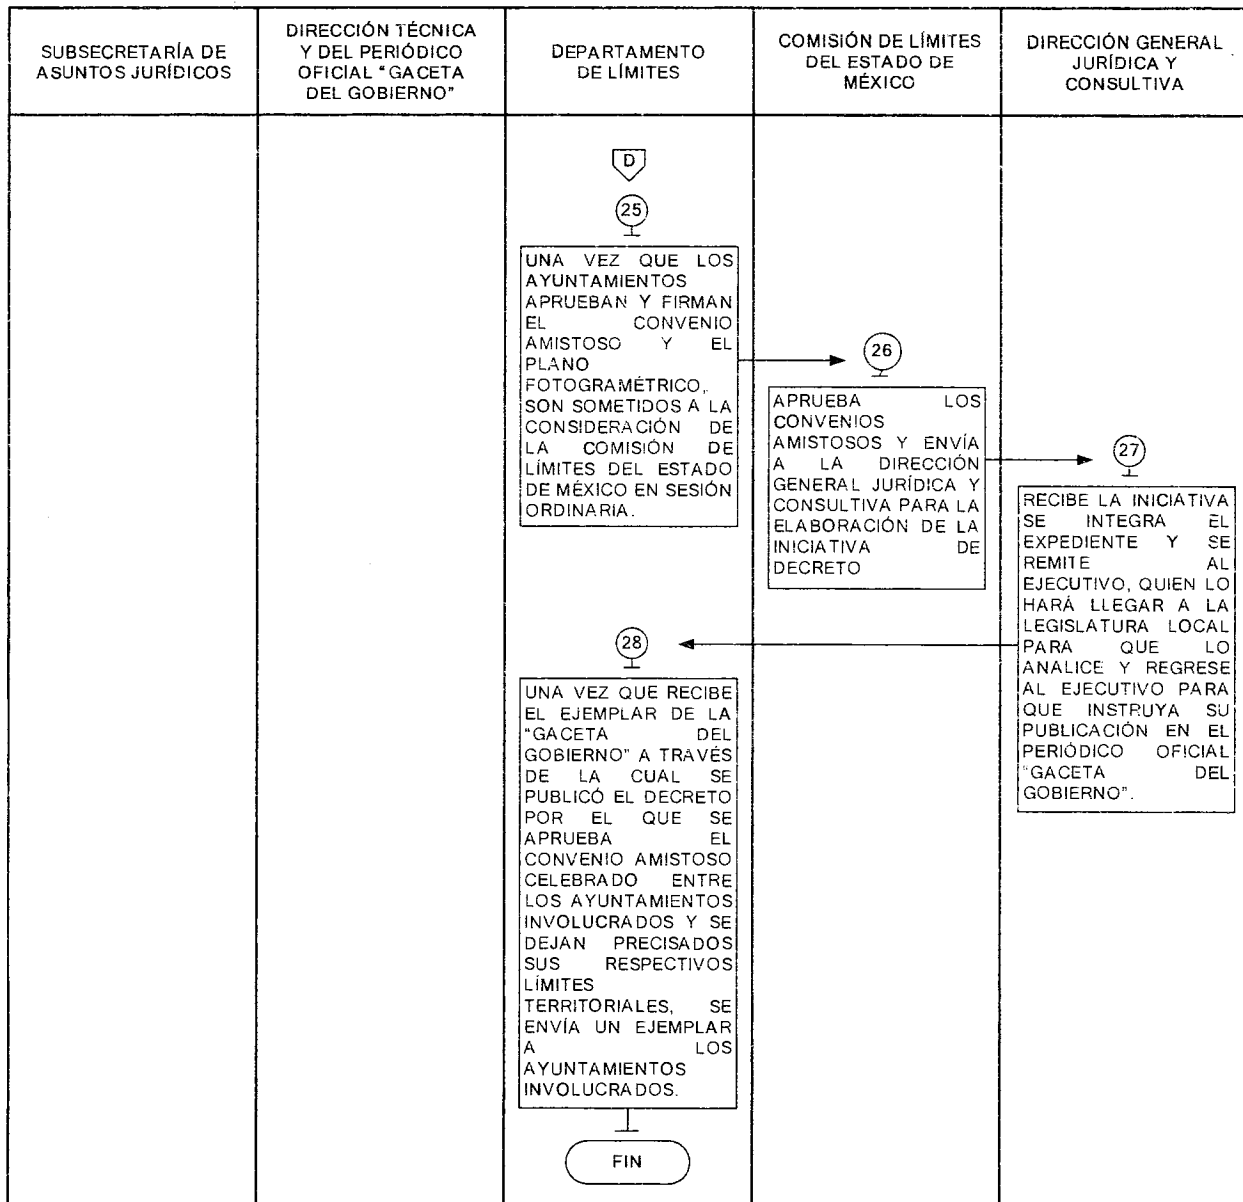 SUBSECRETARÍA DE
ASUNTOS JURÍDICOS
DIRECCIÓN TÉCNICA
Y DEL PERIÓDICO
OFICIAL "GACETA
DEL GOBIERNO"
DEPARTAMENTO
DE LÍMITES
COMISIÓN DE LÍMITES
DEL ESTADO DE
MÉXICO
DIRECCIÓN GENERAL
JURÍDICA Y
CONSULTIVA
D
25
UNA VEZ QUE LOS
AYUNTAMIENTOS
APRUEBAN Y FIRMAN
EL CONVENIO
AMISTOSO Y EL
PLANO
FOTOGRAMÉTRICO,
SON SOMETIDOS A LA
CONSIDERACIÓN DE
LA COMISIÓN DE
LÍMITES DEL ESTADO
DE MÉXICO EN SESIÓN
ORDINARIA.
26
APRUEBA LOS
CONVENIOS
AMISTOSOS Y ENVÍA
A LA DIRECCIÓN
GENERAL JURÍDICA Y
CONSULTIVA PARA LA
ELABORACIÓN DE LA
INICIATIVA DE
DECRETO
27
RECIBE LA INICIATIVA
SE INTEGRA EL
EXPEDIENTE Y SE
REMITE AL
EJECUTIVO, QUIEN LO
HARÁ LLEGAR A LA
LEGISLATURA LOCAL
PARA QUE LO
ANALICE Y REGRESE
AL EJECUTIVO PARA
QUE INSTRUYA SU
PUBLICACIÓN EN EL
PERIÓDICO OFICIAL
"GACETA DEL
GOBIERNO".
28
UNA VEZ QUE RECIBE
EL EJEMPLAR DE LA
"GACETA DEL
GOBIERNO" A TRAVÉS
DE LA CUAL SE
PUBLICÓ EL DECRETO
POR EL QUE SE
APRUEBA EL
CONVENIO AMISTOSO
CELEBRADO ENTRE
LOS AYUNTAMIENTOS
INVOLUCRADOS Y SE
DEJAN PRECISADOS
SUS RESPECTIVOS
LÍMITES
TERRITORIALES, SE
ENVÍA UN EJEMPLAR
A LOS
AYUNTAMIENTOS
INVOLUCRADOS.
FIN